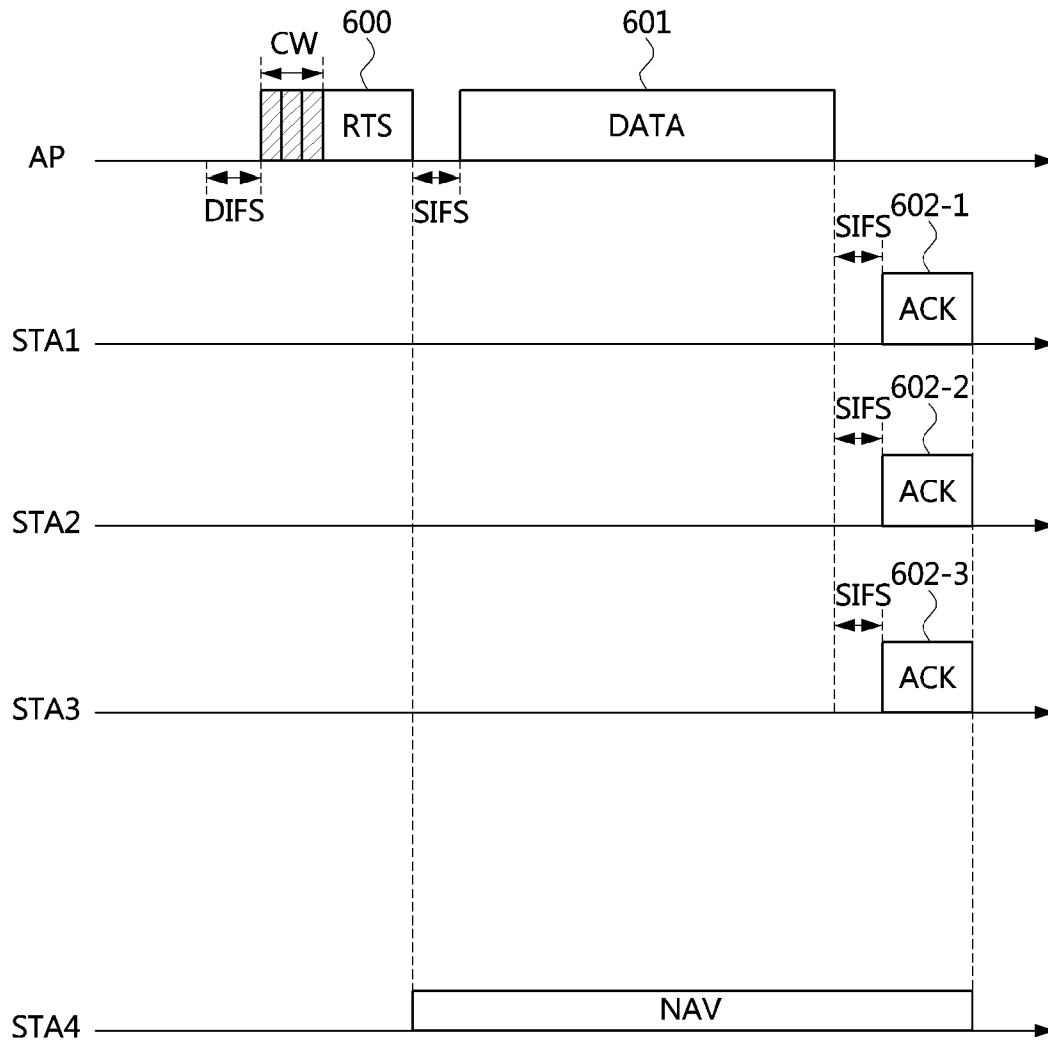 600
601
CW
RTS
DATA
AP
DIFS
SIFS
602-1
SIFS
ACK
STA1
602-2
SIFS
ACK
STA2
602-3
SIFS
ACK
STA3
NAV
STA4